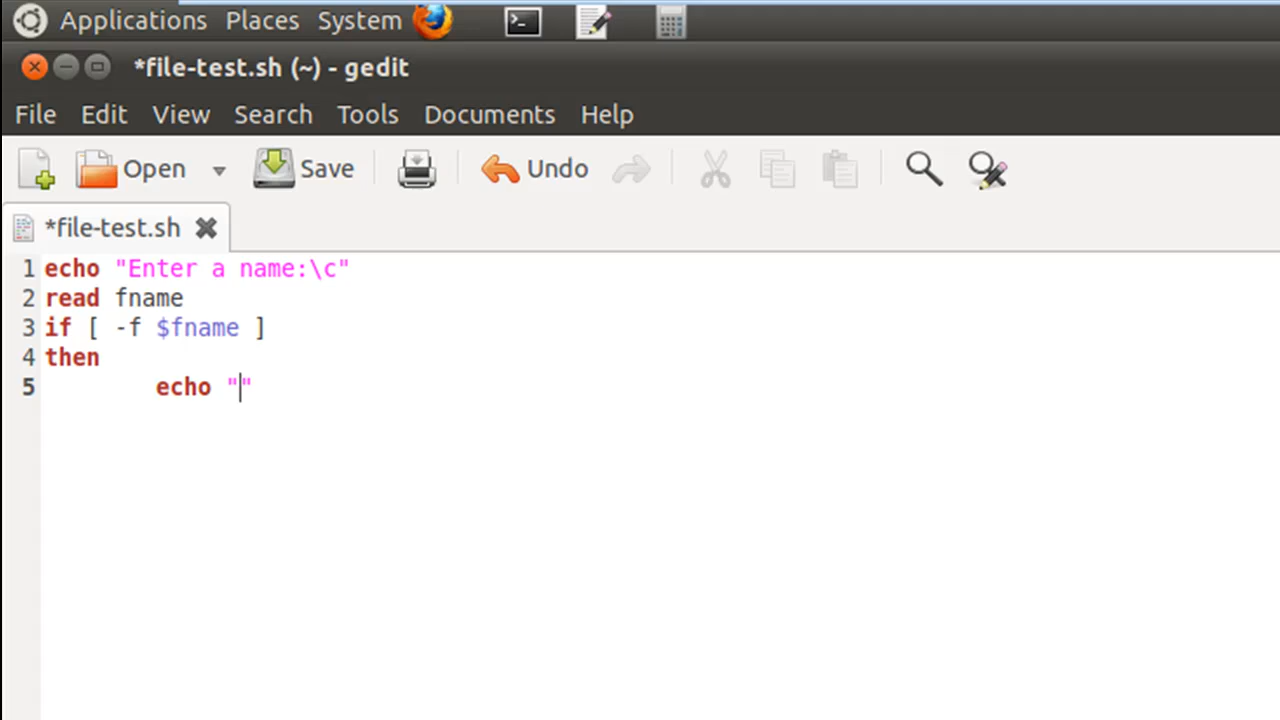 Applications Places System
*file-test.sh (~) - gedit
File Edit View Search Tools Documents Help
Open Save Undo
*file-test.sh
1 echo "Enter a name:\c"
2 read fname
3 if [ -f $fname ]
4 then
5 echo ""